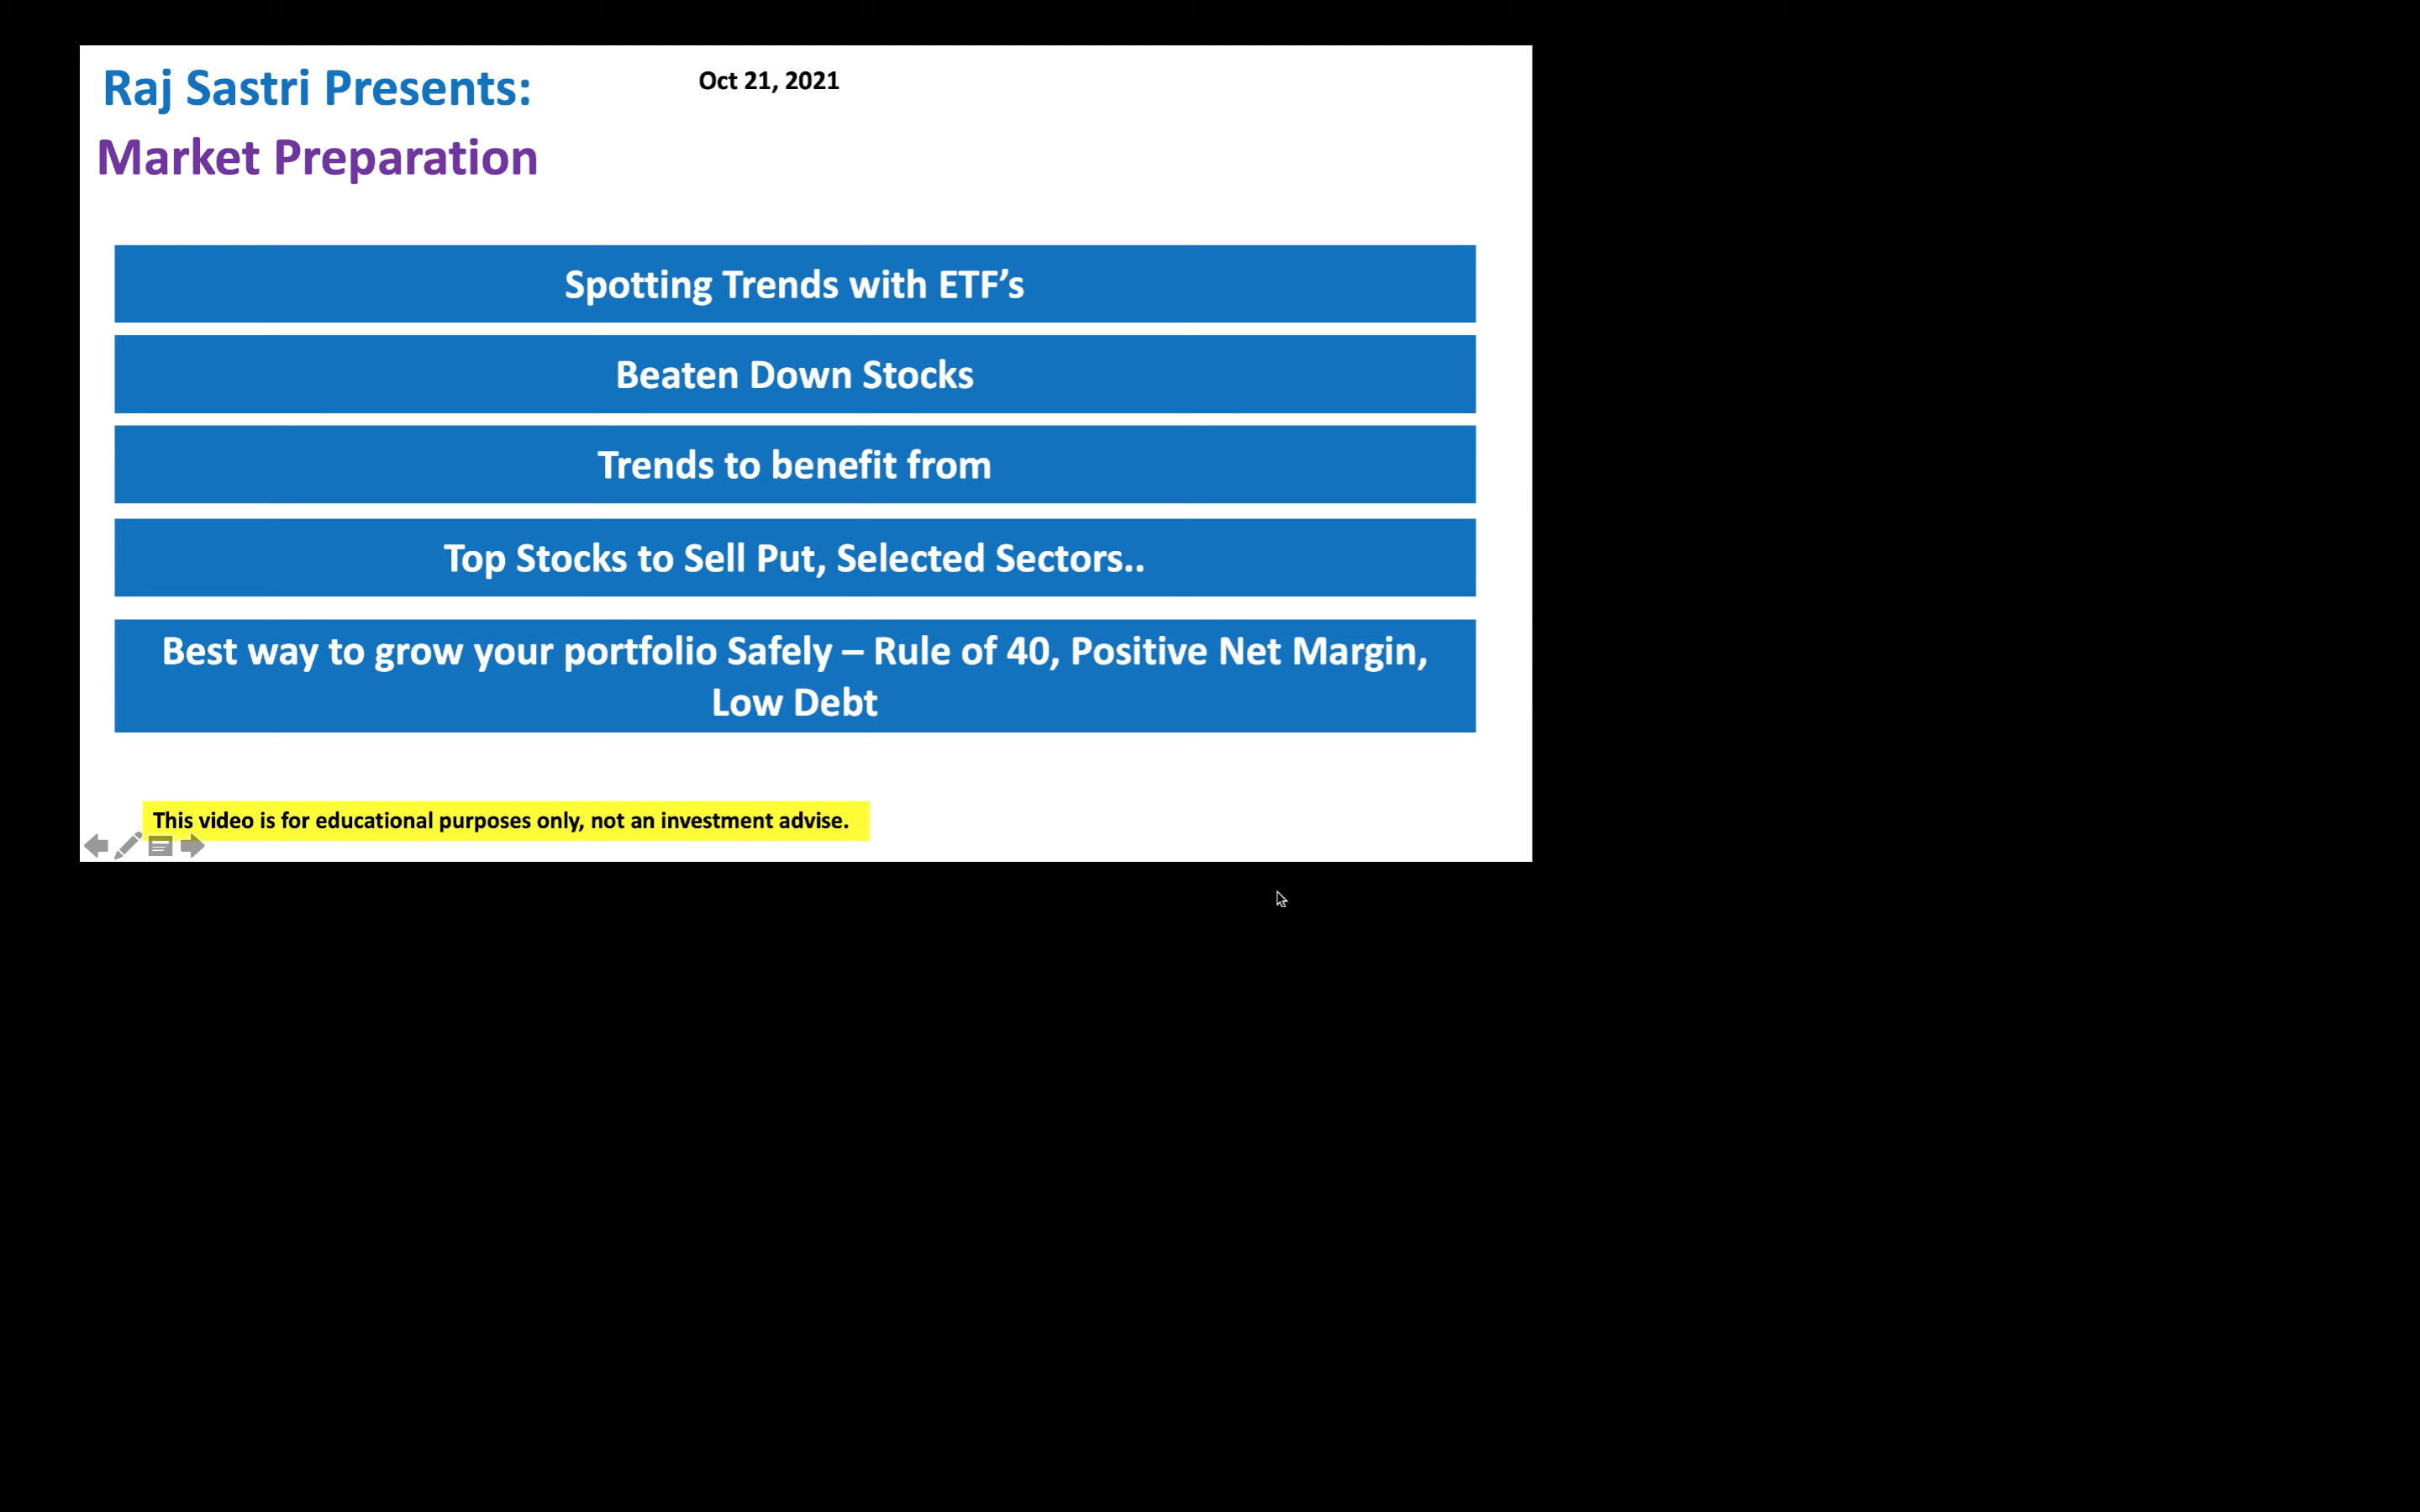 Raj Sastri Presents:
Oct 21, 2021
Market Preparation
Spotting Trends with ETF’s
Beaten Down Stocks
Trends to benefit from
Top Stocks to Sell Put, Selected Sectors..
Best way to grow your portfolio Safely – Rule of 40, Positive Net Margin,
Low Debt
This video is for educational purposes only, not an investment advise.